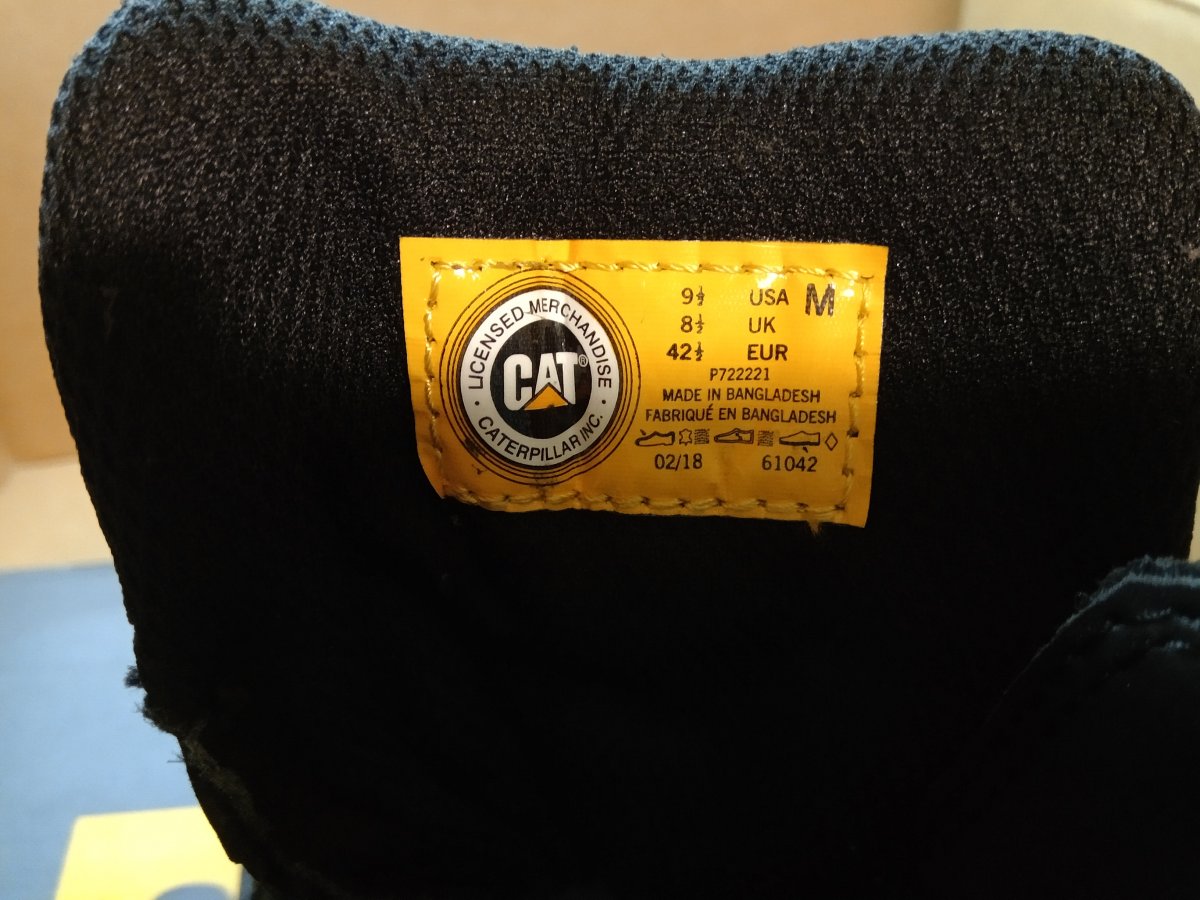 LICENSED MERCHANDISE
CAT®
· CATERPILLAR INC. ·
9½ USA M
8½ UK
42½ EUR
P722221
MADE IN BANGLADESH
FABRIQUÉ EN BANGLADESH
02/18 61042